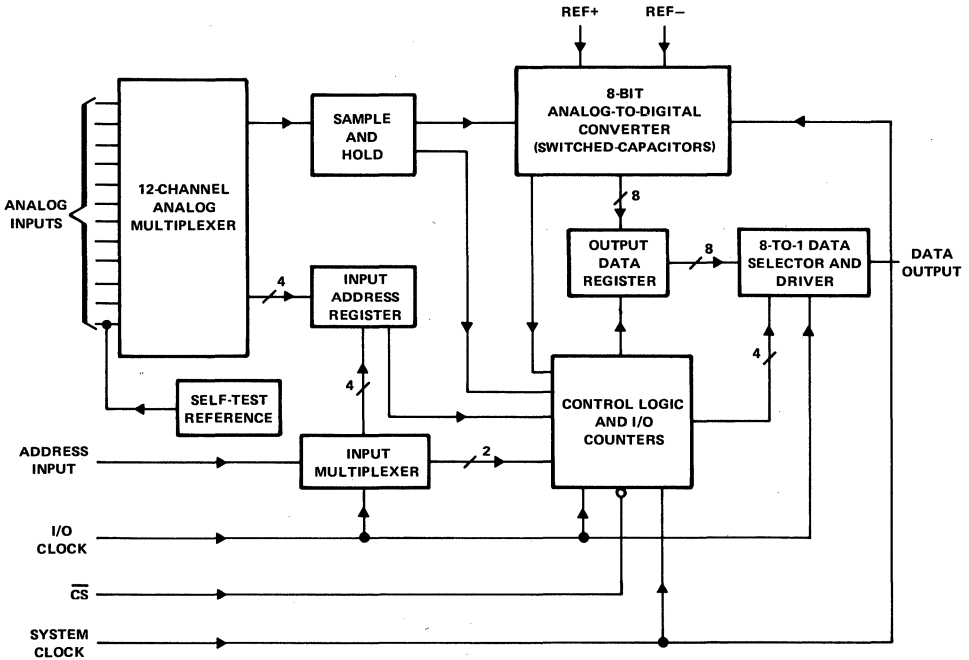 REF+ REF−
8-BIT
ANALOG-TO-DIGITAL
CONVERTER
(SWITCHED-CAPACITORS)
SAMPLE
AND
HOLD
12-CHANNEL
ANALOG
MULTIPLEXER
ANALOG
INPUTS
8
OUTPUT
DATA
REGISTER
8
8-TO-1 DATA
SELECTOR AND
DRIVER
DATA
OUTPUT
4
INPUT
ADDRESS
REGISTER
4
4
SELF-TEST
REFERENCE
CONTROL LOGIC
AND I/O
COUNTERS
ADDRESS
INPUT
INPUT
MULTIPLEXER
2
I/O
CLOCK
C̅S̅
SYSTEM
CLOCK